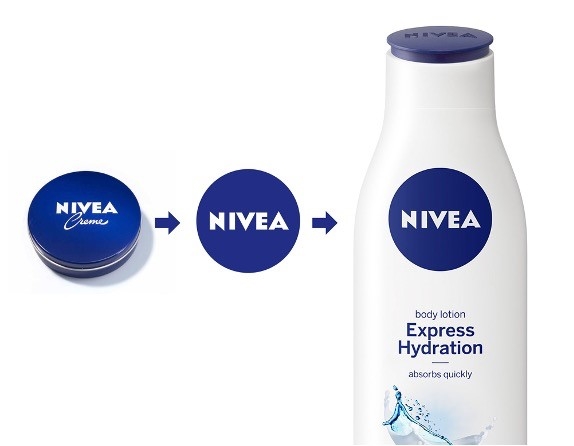 NIVEA
Creme
NIVEA
NIVEA
NIVEA
body lotion
Express
Hydration
absorbs quickly